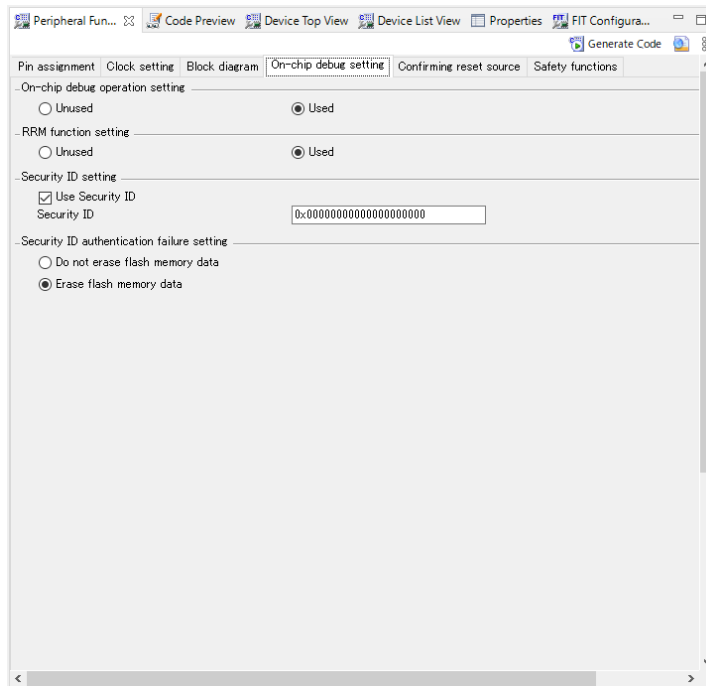 Peripheral Fun... Code Preview Device Top View Device List View Properties FIT Configura...
Generate Code
Pin assignment Clock setting Block diagram On-chip debug setting Confirming reset source Safety functions
On-chip debug operation setting
Unused Used
RRM function setting
Unused Used
Security ID setting
Use Security ID
Security ID 0x00000000000000000000
Security ID authentication failure setting
Do not erase flash memory data
Erase flash memory data